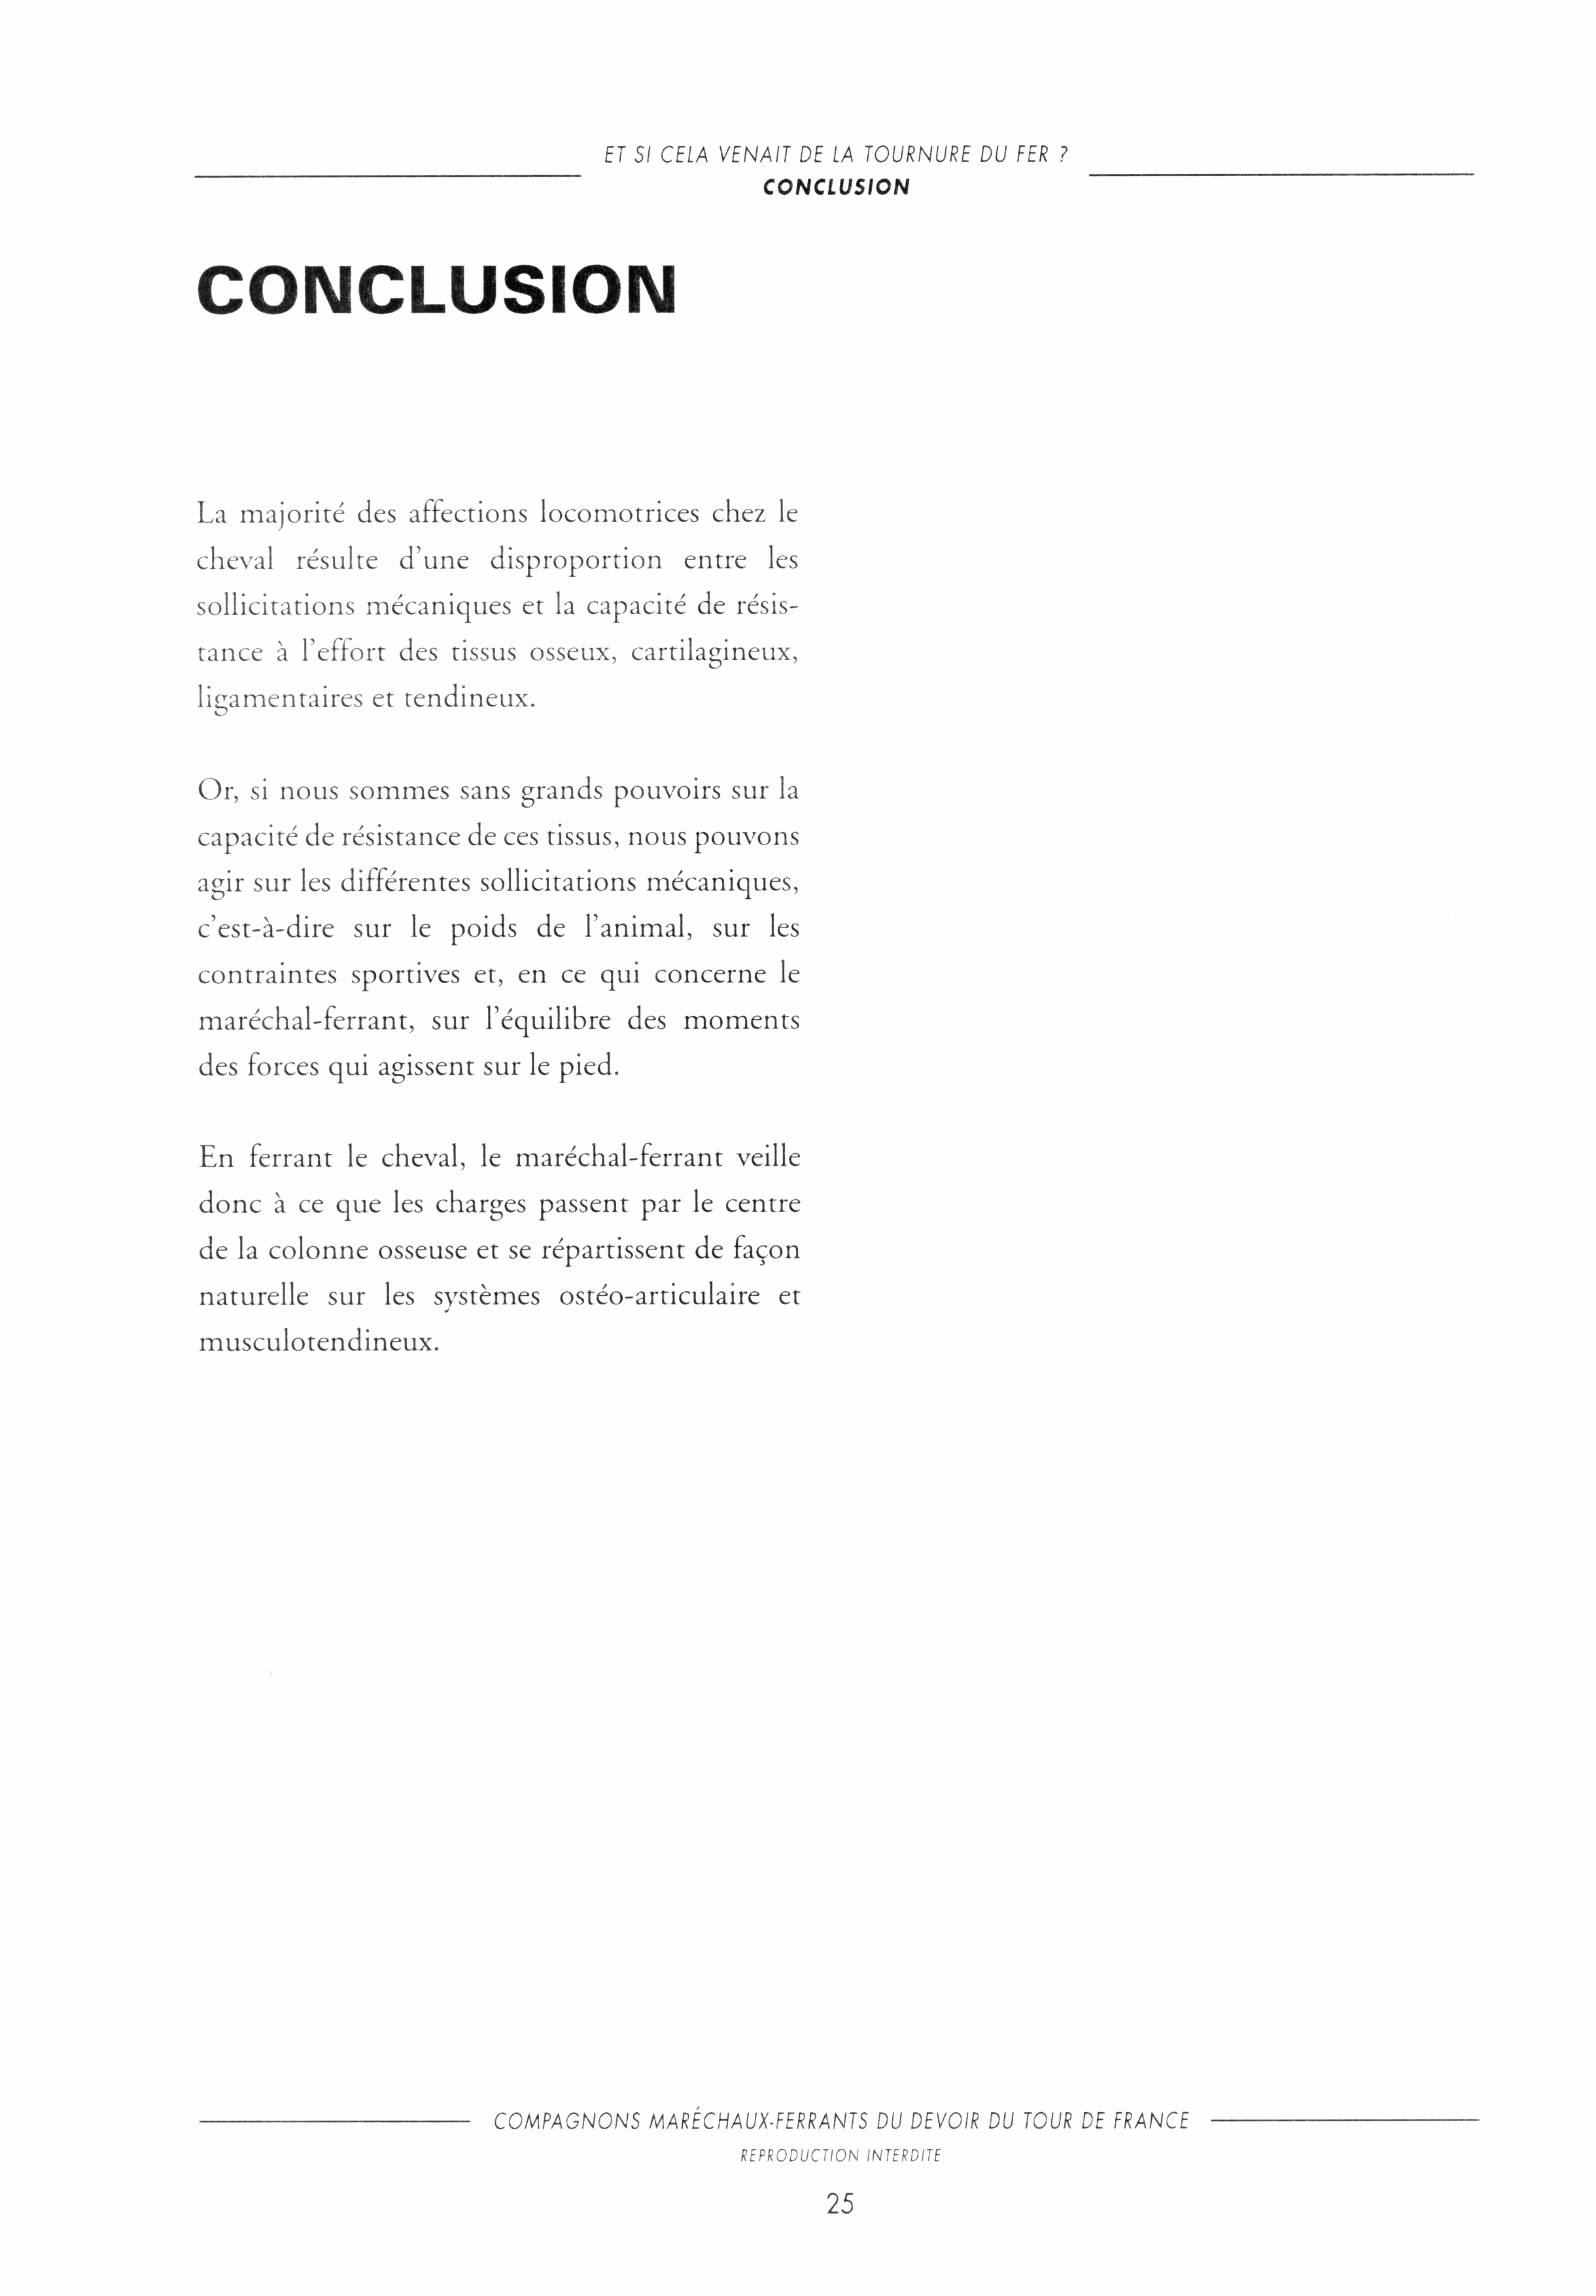 ET SI CELA VENAIT DE LA TOURNURE DU FER ?
CONCLUSION
CONCLUSION
La majorité des affections locomotrices chez le
cheval résulte d'une disproportion entre les
sollicitations mécaniques et la capacité de résis-
tance à l'effort des tissus osseux, cartilagineux,
ligamentaires et tendineux.
Or, si nous sommes sans grands pouvoirs sur la
capacité de résistance de ces tissus, nous pouvons
agir sur les différentes sollicitations mécaniques,
c'est-à-dire sur le poids de l'animal, sur les
contraintes sportives et, en ce qui concerne le
maréchal-ferrant, sur l'équilibre des moments
des forces qui agissent sur le pied.
En ferrant le cheval, le maréchal-ferrant veille
donc à ce que les charges passent par le centre
de la colonne osseuse et se répartissent de façon
naturelle sur les systèmes ostéo-articulaire et
musculotendineux.
COMPAGNONS MARÉCHAUX-FERRANTS DU DEVOIR DU TOUR DE FRANCE
REPRODUCTION INTERDITE
25